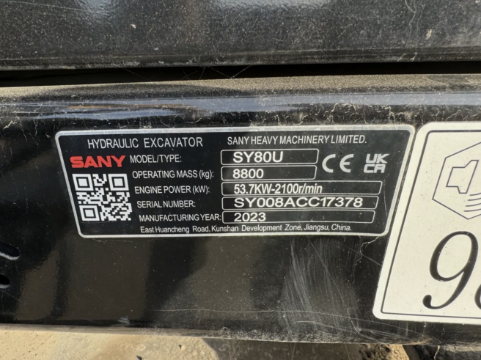 HYDRAULIC EXCAVATOR SANY HEAVY MACHINERY LIMITED.
SANY MODEL/TYPE: SY80U CE UK CA
OPERATING MASS (kg): 8800
ENGINE POWER (kW): 53.7KW-2100r/min
SERIAL NUMBER: SY008ACC17378
MANUFACTURING YEAR: 2023
East Huancheng Road, Kunshan Development Zone, Jiangsu, China.